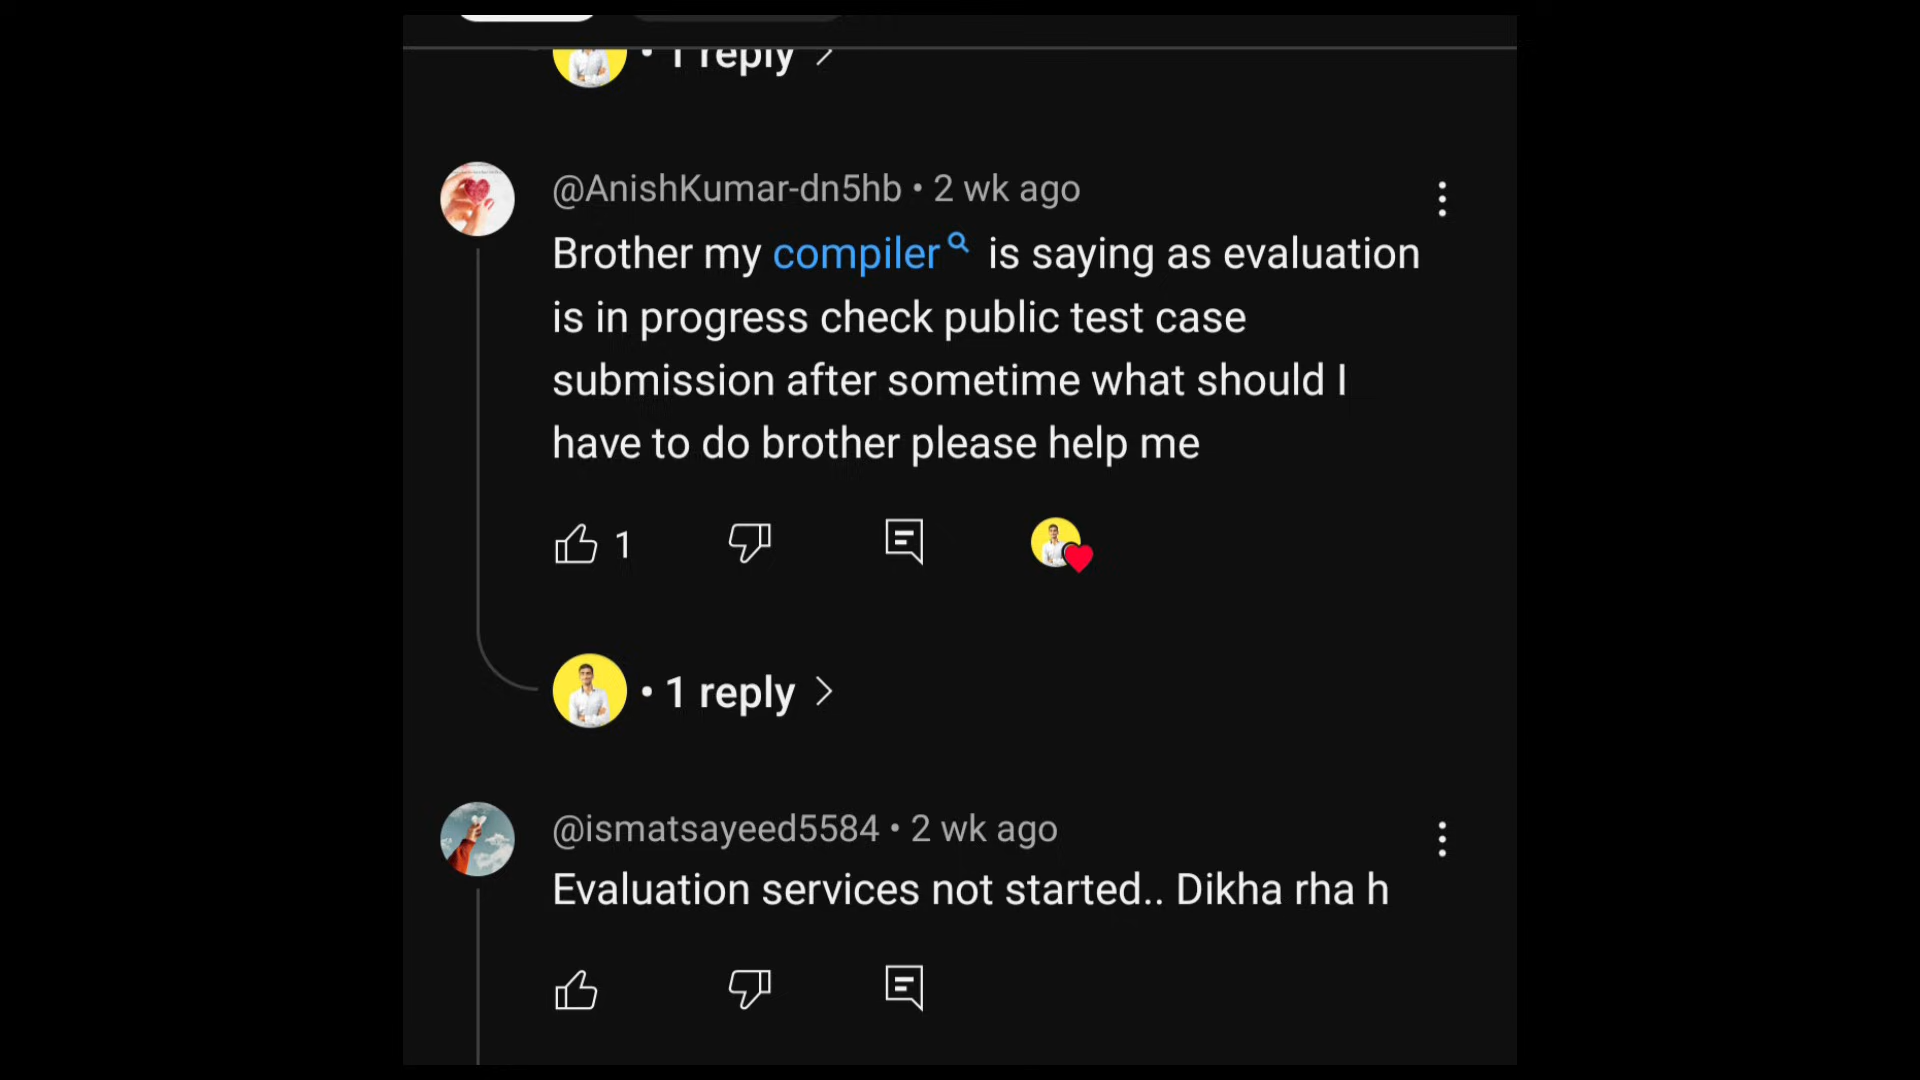 • 1 reply >
@AnishKumar-dn5hb • 2 wk ago
Brother my compiler is saying as evaluation
is in progress check public test case
submission after sometime what should I
have to do brother please help me
1
• 1 reply >
@ismatsayeed5584 • 2 wk ago
Evaluation services not started.. Dikha rha h